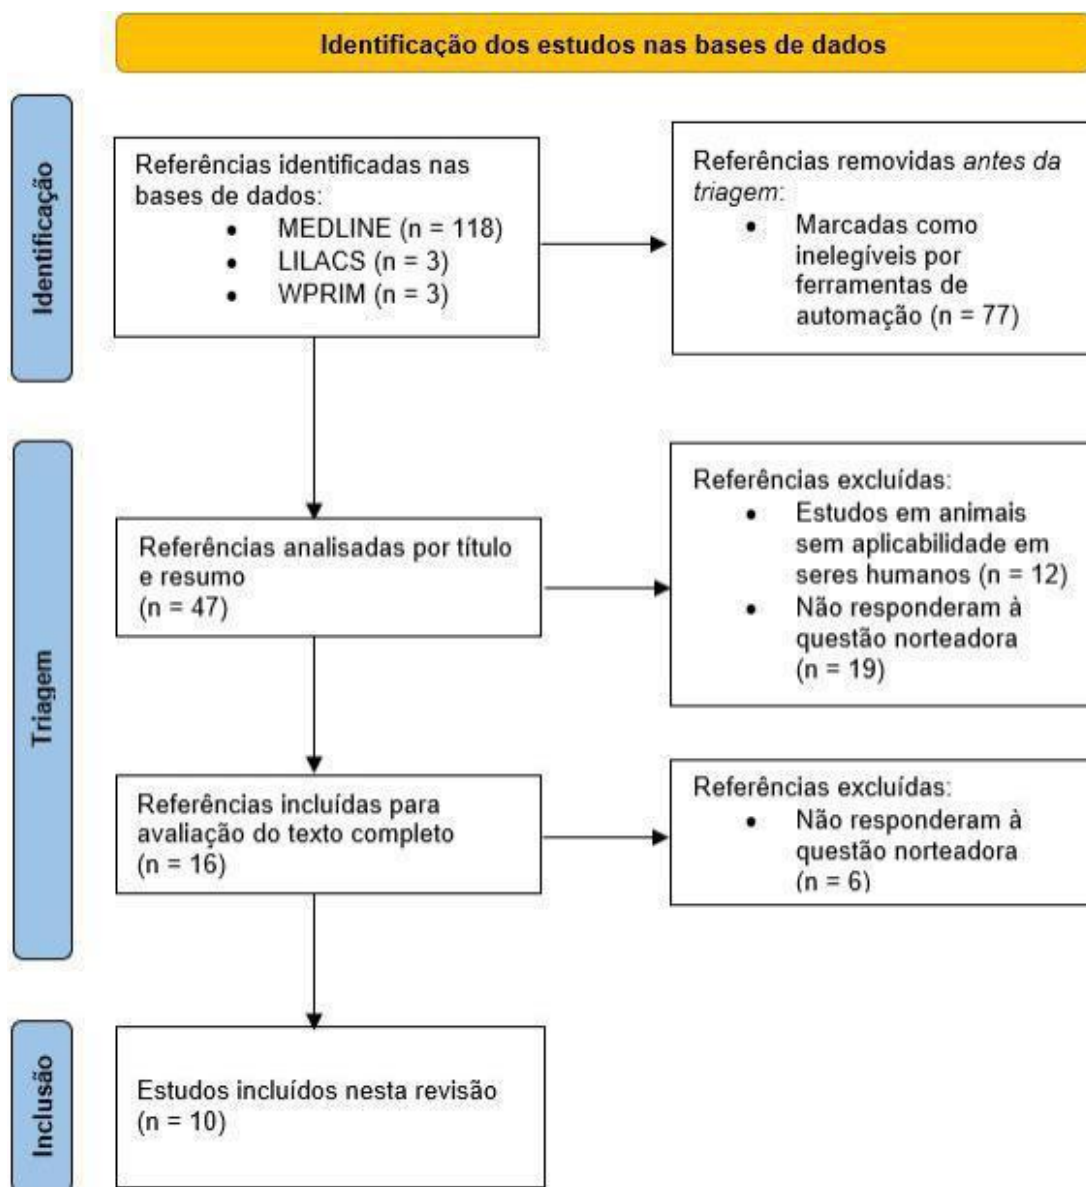 Identificação dos estudos nas bases de dados
Identificação
Referências identificadas nas
bases de dados:
• MEDLINE (n = 118)
• LILACS (n = 3)
• WPRIM (n = 3)
Referências removidas antes da
triagem:
• Marcadas como
inelegíveis por
ferramentas de
automação (n = 77)
Triagem
Referências analisadas por título
e resumo
(n = 47)
Referências excluídas:
• Estudos em animais
sem aplicabilidade em
seres humanos (n = 12)
• Não responderam à
questão norteadora
(n = 19)
Referências incluídas para
avaliação do texto completo
(n = 16)
Referências excluídas:
• Não responderam à
questão norteadora
(n = 6)
Inclusão
Estudos incluídos nesta revisão
(n = 10)